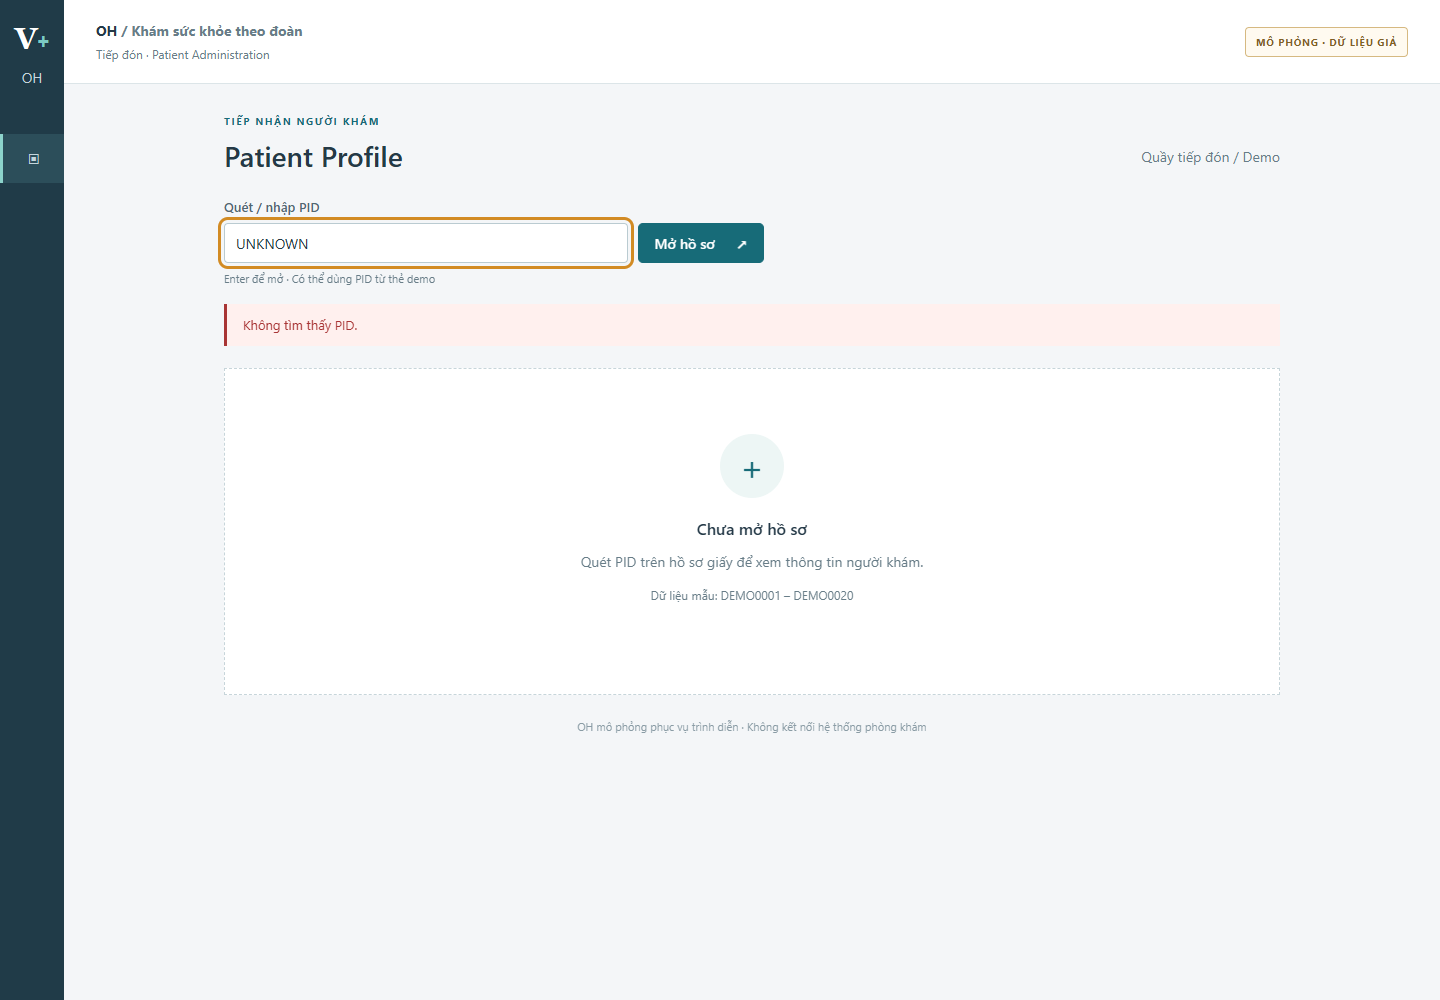 V+
OH
OH / Khám sức khỏe theo đoàn
Tiếp đón · Patient Administration
MÔ PHỎNG · DỮ LIỆU GIẢ
TIẾP NHẬN NGƯỜI KHÁM
Patient Profile
Quầy tiếp đón / Demo
Quét / nhập PID
UNKNOWN
Mở hồ sơ ↗
Enter để mở · Có thể dùng PID từ thẻ demo
Không tìm thấy PID.
+
Chưa mở hồ sơ
Quét PID trên hồ sơ giấy để xem thông tin người khám.
Dữ liệu mẫu: DEMO0001 – DEMO0020
OH mô phỏng phục vụ trình diễn · Không kết nối hệ thống phòng khám